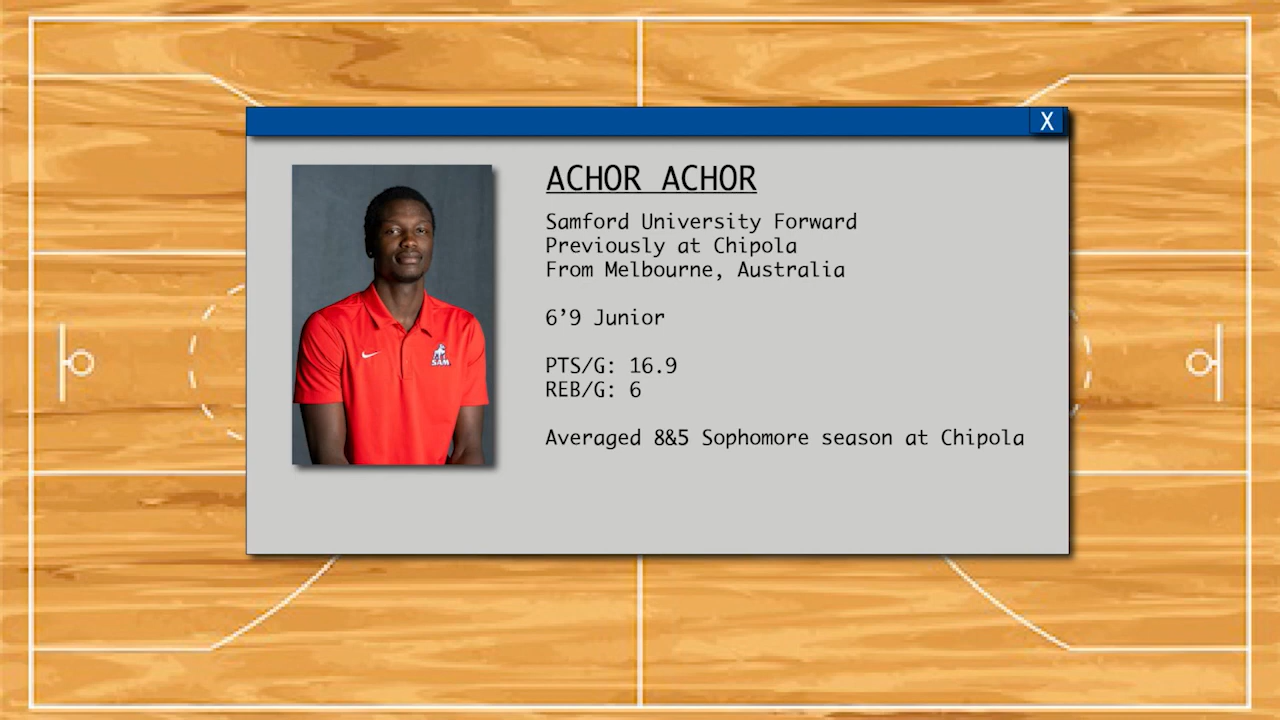 X
ACHOR ACHOR
Samford University Forward
Previously at Chipola
From Melbourne, Australia
6’9 Junior
PTS/G: 16.9
REB/G: 6
Averaged 8&5 Sophomore season at Chipola
SAM